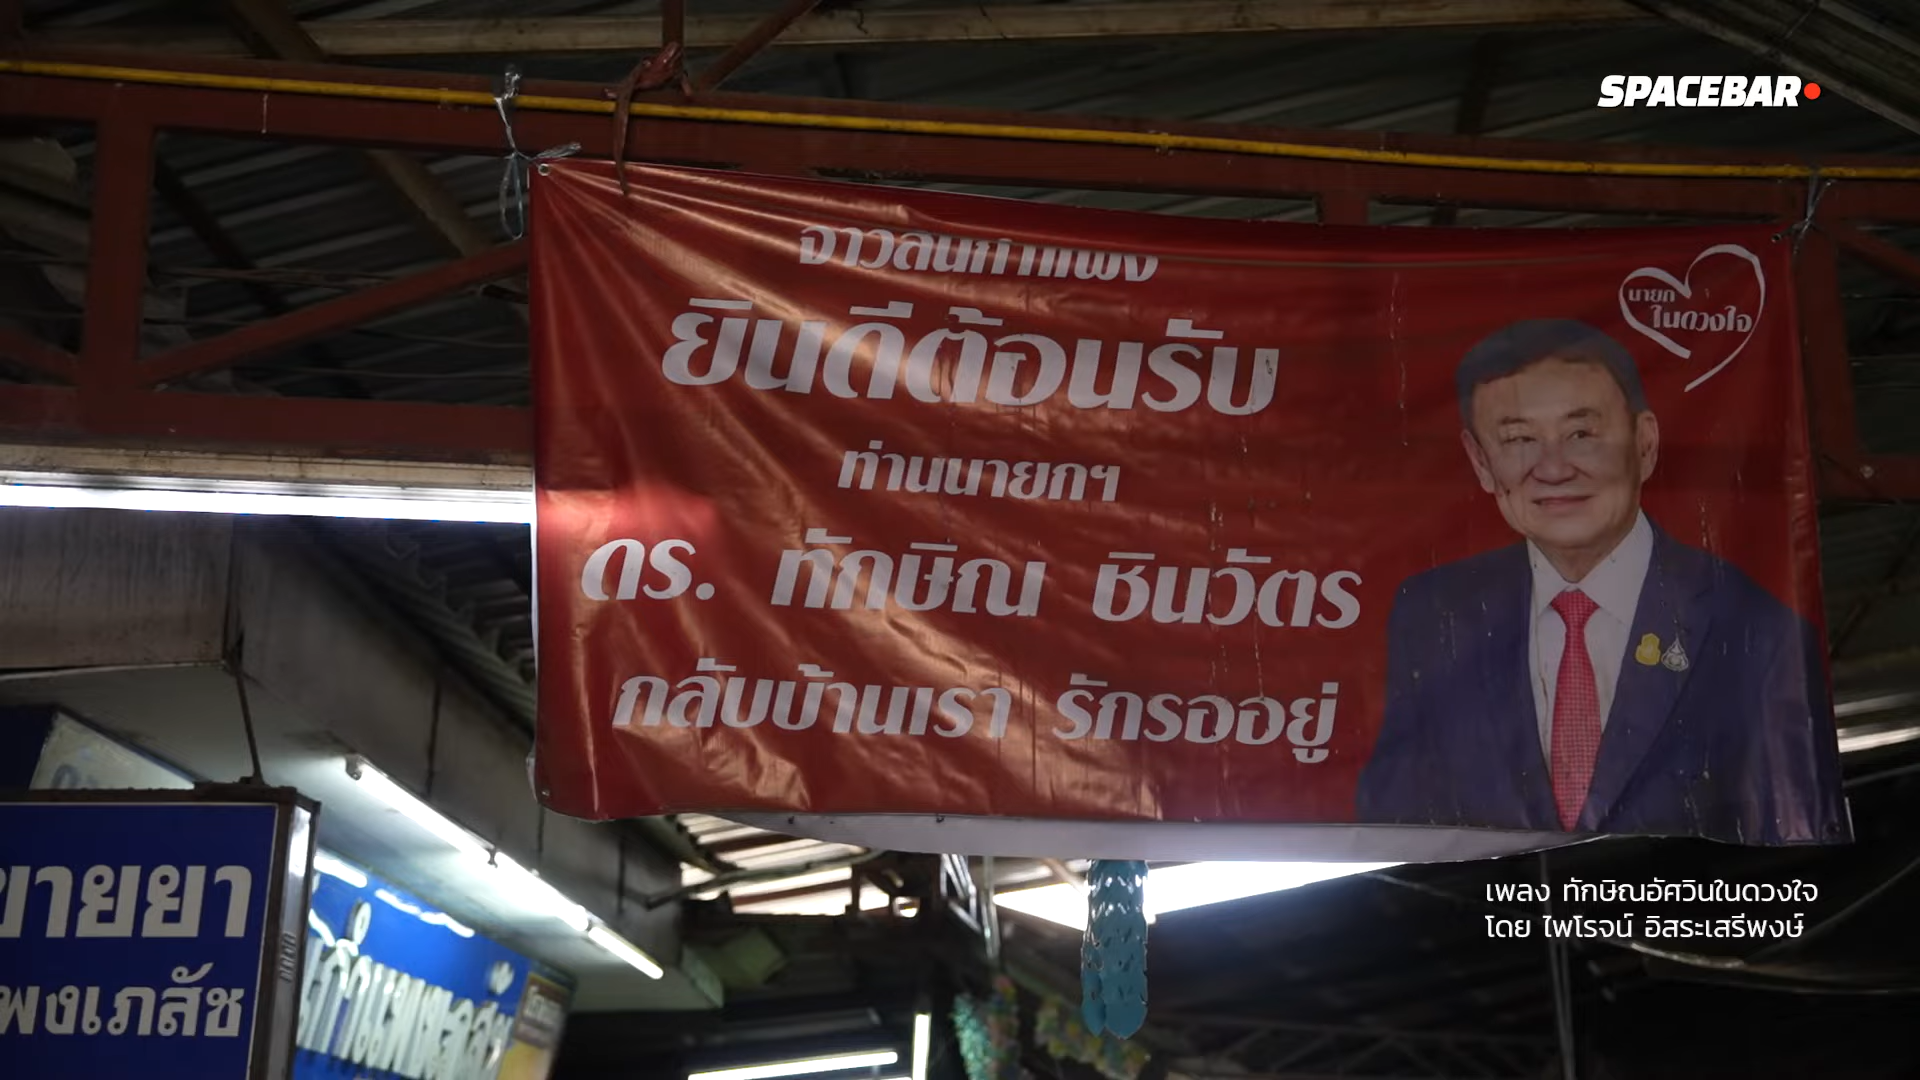 SPACEBAR
จาวสันกำแพง
ยินดีต้อนรับ
ท่านนายกฯ
ดร. ทักษิณ ชินวัตร
กลับบ้านเรา รักรออยู่
นายก
ในดวงใจ
เพลง ทักษิณอัศวินในดวงใจ
โดย ไพโรจน์ อิสระเสรีพงษ์
ขายยา
แพงเภสัช